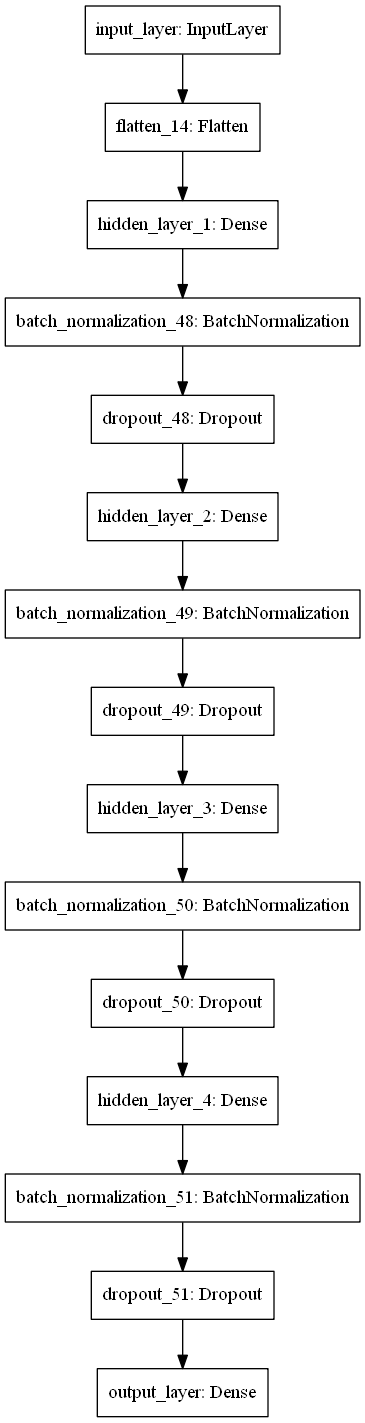 input_layer: InputLayer
flatten_14: Flatten
hidden_layer_1: Dense
batch_normalization_48: BatchNormalization
dropout_48: Dropout
hidden_layer_2: Dense
batch_normalization_49: BatchNormalization
dropout_49: Dropout
hidden_layer_3: Dense
batch_normalization_50: BatchNormalization
dropout_50: Dropout
hidden_layer_4: Dense
batch_normalization_51: BatchNormalization
dropout_51: Dropout
output_layer: Dense